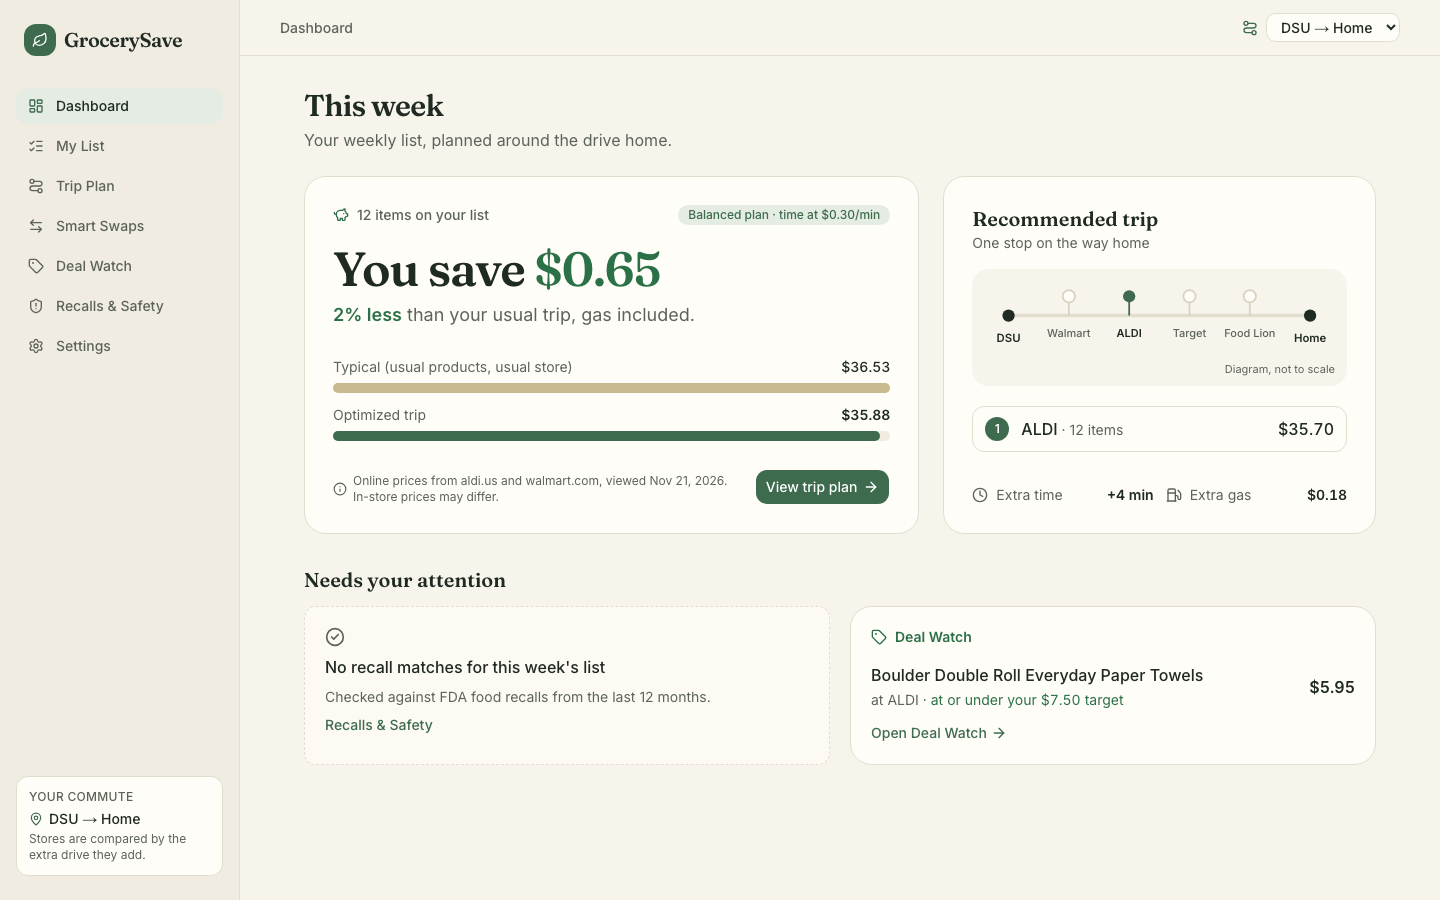 GrocerySave
Dashboard
My List
Trip Plan
Smart Swaps
Deal Watch
Recalls & Safety
Settings
YOUR COMMUTE
DSU → Home
Stores are compared by the
extra drive they add.
Dashboard
DSU → Home
This week
Your weekly list, planned around the drive home.
12 items on your list
Balanced plan · time at $0.30/min
You save $0.65
2% less than your usual trip, gas included.
Typical (usual products, usual store) $36.53
Optimized trip $35.88
Online prices from aldi.us and walmart.com, viewed Nov 21, 2026.
In-store prices may differ.
View trip plan →
Recommended trip
One stop on the way home
DSU Walmart ALDI Target Food Lion Home
Diagram, not to scale
1 ALDI · 12 items $35.70
Extra time +4 min Extra gas $0.18
Needs your attention
No recall matches for this week's list
Checked against FDA food recalls from the last 12 months.
Recalls & Safety
Deal Watch
Boulder Double Roll Everyday Paper Towels
at ALDI · at or under your $7.50 target
$5.95
Open Deal Watch →